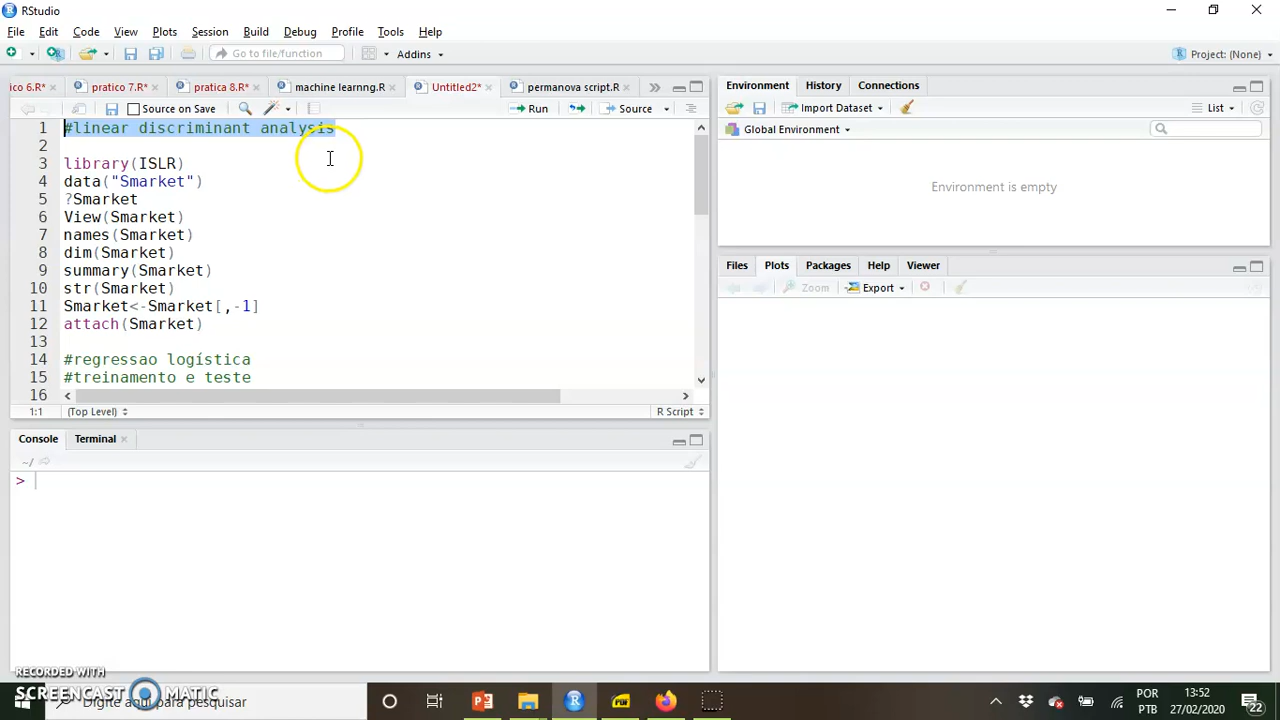 RStudio
File Edit Code View Plots Session Build Debug Profile Tools Help
Go to file/function Addins Project: (None)
ico 6.R* pratico 7.R* pratica 8.R* machine learnng.R Untitled2* permanova script.R
Source on Save Run Source
1 #linear discriminant analysis
2
3 library(ISLR)
4 data("Smarket")
5 ?Smarket
6 View(Smarket)
7 names(Smarket)
8 dim(Smarket)
9 summary(Smarket)
10 str(Smarket)
11 Smarket<-Smarket[,-1]
12 attach(Smarket)
13
14 #regressao logística
15 #treinamento e teste
16
1:1 (Top Level) R Script
Console Terminal
~/
>
Environment History Connections
Import Dataset List
Global Environment
Environment is empty
Files Plots Packages Help Viewer
Zoom Export
RECORDED WITH
SCREENCAST MATIC
Digite aqui para pesquisar
POR
PTB
13:52
27/02/2020
22